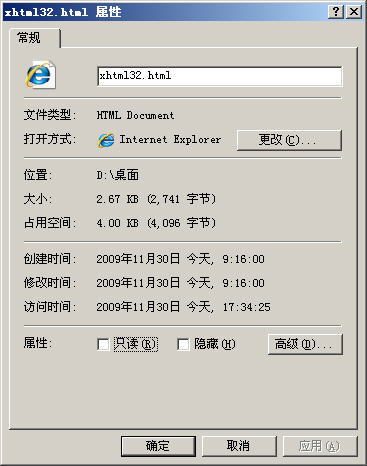 xhtml32.html 属性
常规
xhtml32.html
文件类型: HTML Document
打开方式: Internet Explorer 更改(C)...
位置: D:\桌面
大小: 2.67 KB (2,741 字节)
占用空间: 4.00 KB (4,096 字节)
创建时间: 2009年11月30日 今天, 9:16:00
修改时间: 2009年11月30日 今天, 9:16:00
访问时间: 2009年11月30日 今天, 17:34:25
属性: 只读(R) 隐藏(H) 高级(D)...
确定 取消 应用(A)